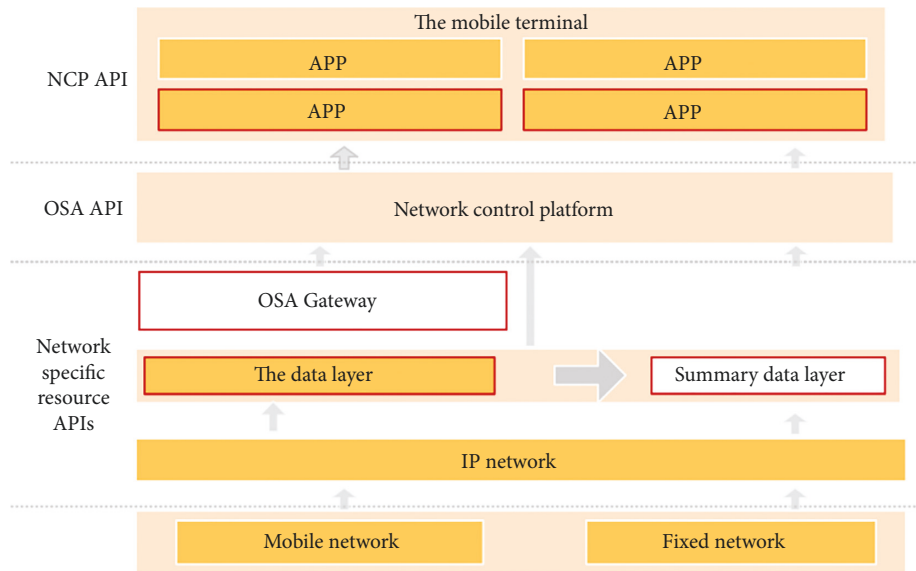 The mobile terminal
NCP API
APP
APP
APP
APP
OSA API
Network control platform
OSA Gateway
Network
specific
resource
APIs
The data layer
Summary data layer
IP network
Mobile network
Fixed network